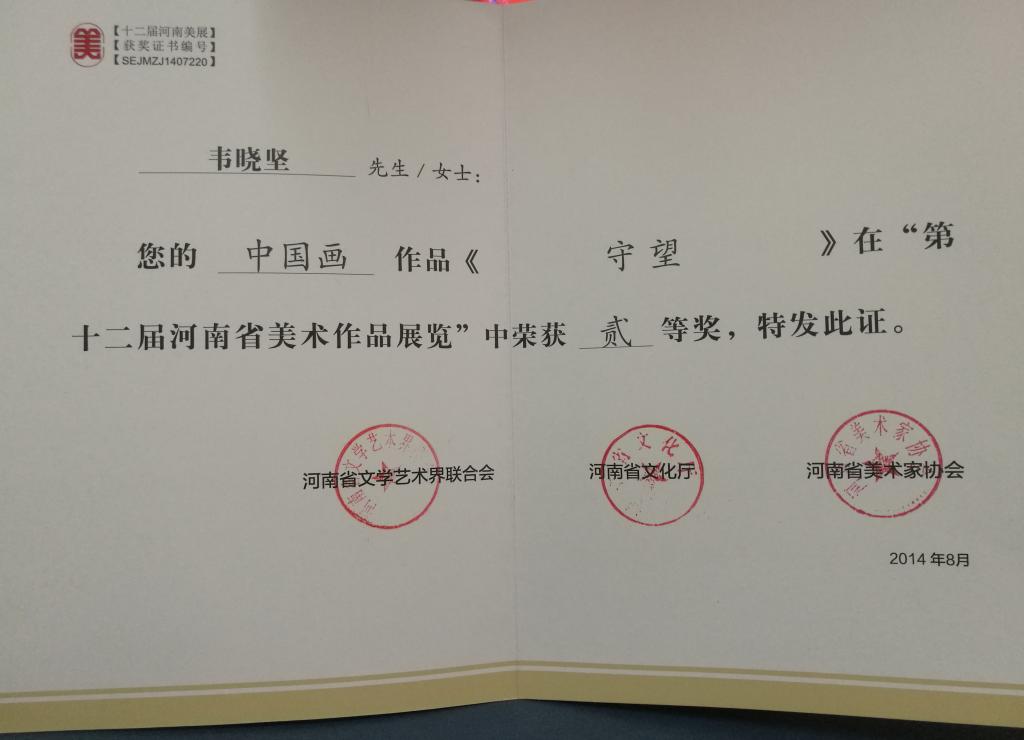 美
【十二届河南美展】
【获奖证书编号】
【SEJMZJ1407220】
韦晓坚 先生/女士：
您的 中国画 作品《 守望 》在“第
十二届河南省美术作品展览”中荣获 贰 等奖，特发此证。
河南省文学艺术界联合会 河南省文化厅 河南省美术家协会
2014年8月